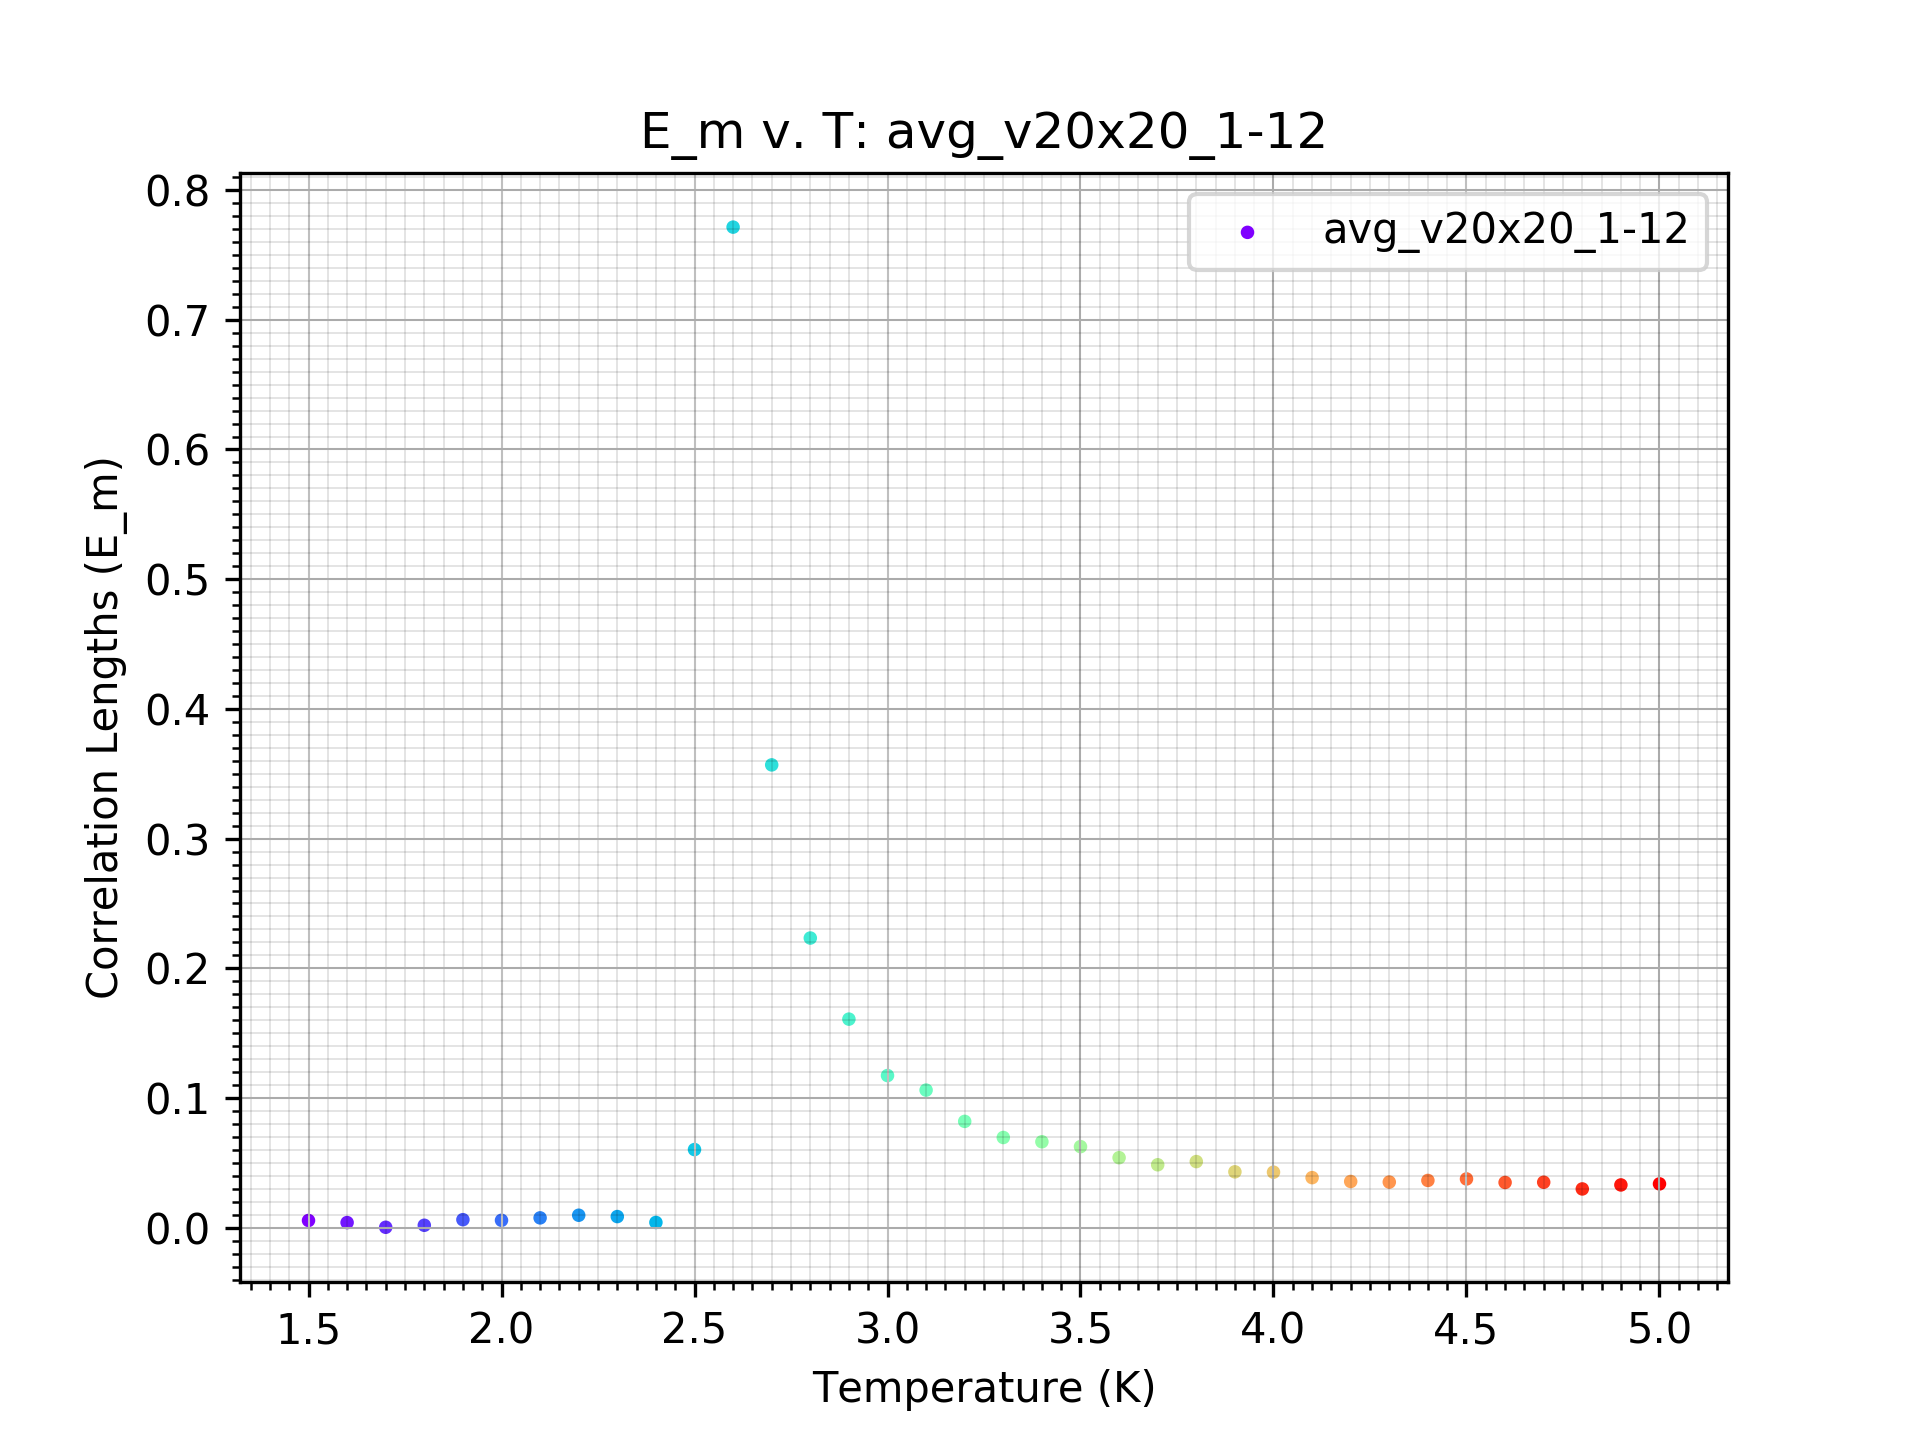 E_m v. T: avg_v20x20_1-12
avg_v20x20_1-12
Correlation Lengths (E_m)
0.8
0.7
0.6
0.5
0.4
0.3
0.2
0.1
0.0
1.5 2.0 2.5 3.0 3.5 4.0 4.5 5.0
Temperature (K)